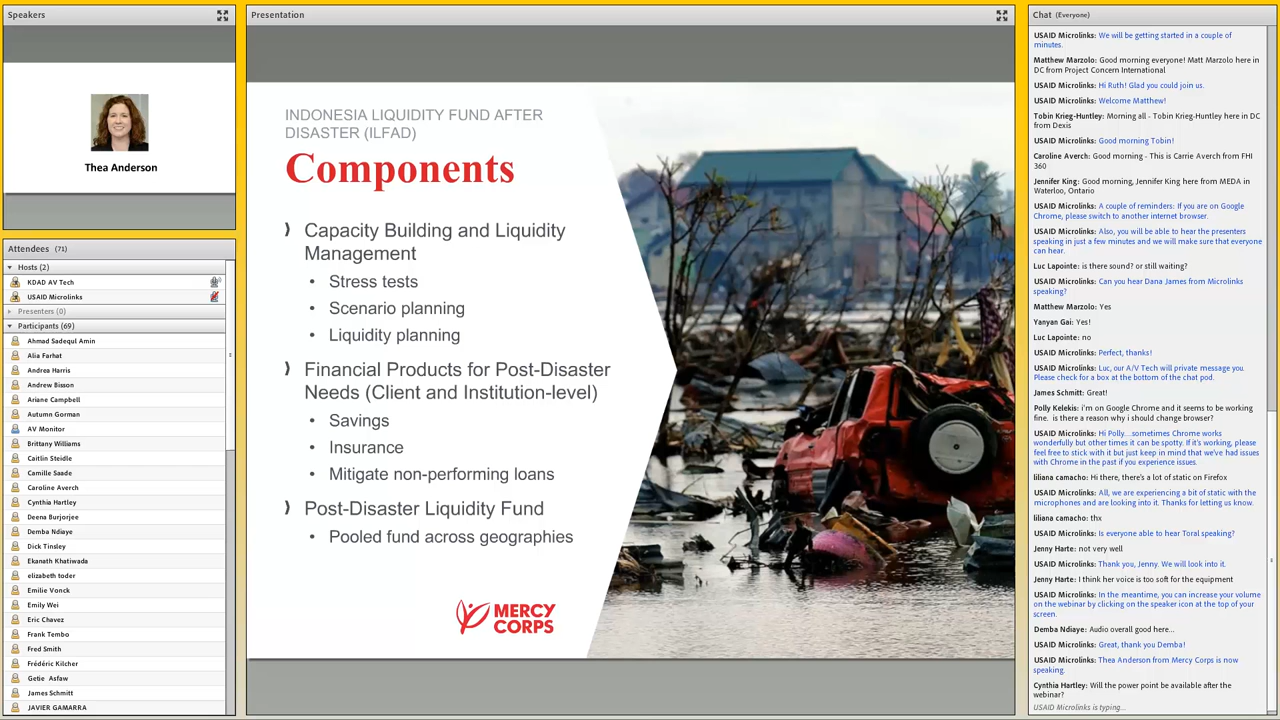 Speakers
Thea Anderson
Attendees (71)
Hosts (2)
KDAD AV Tech
USAID Microlinks
Presenters (0)
Participants (69)
Ahmad Sadequl Amin
Alia Farhat
Andrea Harris
Andrew Bisson
Ariane Campbell
Autumn Gorman
AV Monitor
Brittany Williams
Caitlin Steidle
Camille Saade
Caroline Averch
Cynthia Hartley
Deena Burjorjee
Demba Ndiaye
Dick Tinsley
Ekanath Khatiwada
elizabeth toder
Emilie Vonck
Emily Wei
Eric Chavez
Frank Tembo
Fred Smith
Frédéric Kilcher
Getie Asfaw
James Schmitt
JAVIER GAMARRA
Presentation
INDONESIA LIQUIDITY FUND AFTER
DISASTER (ILFAD)
Components
Capacity Building and Liquidity
Management
• Stress tests
• Scenario planning
• Liquidity planning
Financial Products for Post-Disaster
Needs (Client and Institution-level)
• Savings
• Insurance
• Mitigate non-performing loans
Post-Disaster Liquidity Fund
• Pooled fund across geographies
MERCY
CORPS
Chat (Everyone)
USAID Microlinks: We will be getting started in a couple of
minutes.
Matthew Marzolo: Good morning everyone! Matt Marzolo here in
DC from Project Concern International
USAID Microlinks: Hi Ruth! Glad you could join us.
USAID Microlinks: Welcome Matthew!
Tobin Krieg-Huntley: Morning all - Tobin Krieg-Huntley here in DC
from Dexis
USAID Microlinks: Good morning Tobin!
Caroline Averch: Good morning - This is Carrie Averch from FHI
360
Jennifer King: Good morning, Jennifer King here from MEDA in
Waterloo, Ontario
USAID Microlinks: A couple of reminders: If you are on Google
Chrome, please switch to another internet browser.
USAID Microlinks: Also, you will be able to hear the presenters
speaking in just a few minutes and we will make sure that everyone
can hear.
Luc Lapointe: is there sound? or still waiting?
USAID Microlinks: Can you hear Dana James from Microlinks
speaking?
Matthew Marzolo: Yes
Yanyan Gai: Yes!
Luc Lapointe: no
USAID Microlinks: Perfect, thanks!
USAID Microlinks: Luc, our A/V Tech will private message you.
Please check for a box at the bottom of the chat pod.
James Schmitt: Great!
Polly Kelekis: i'm on Google Chrome and it seems to be working
fine. is there a reason why i should change browser?
USAID Microlinks: Hi Polly....sometimes Chrome works
wonderfully but other times it can be spotty. If it's working, please
feel free to stick with it but just keep in mind that we've had issues
with Chrome in the past if you experience issues.
liliana camacho: Hi there, there's a lot of static on Firefox
USAID Microlinks: All, we are experiencing a bit of static with the
microphones and are looking into it. Thanks for letting us know.
liliana camacho: thx
USAID Microlinks: Is everyone able to hear Toral speaking?
Jenny Harte: not very well
USAID Microlinks: Thank you, Jenny. We will look into it.
Jenny Harte: I think her voice is too soft for the equipment
USAID Microlinks: In the meantime, you can increase your volume
on the webinar by clicking on the speaker icon at the top of your
screen.
Demba Ndiaye: Audio overall good here...
USAID Microlinks: Great, thank you Demba!
USAID Microlinks: Thea Anderson from Mercy Corps is now
speaking.
Cynthia Hartley: Will the power point be available after the
webinar?
USAID Microlinks is typing...